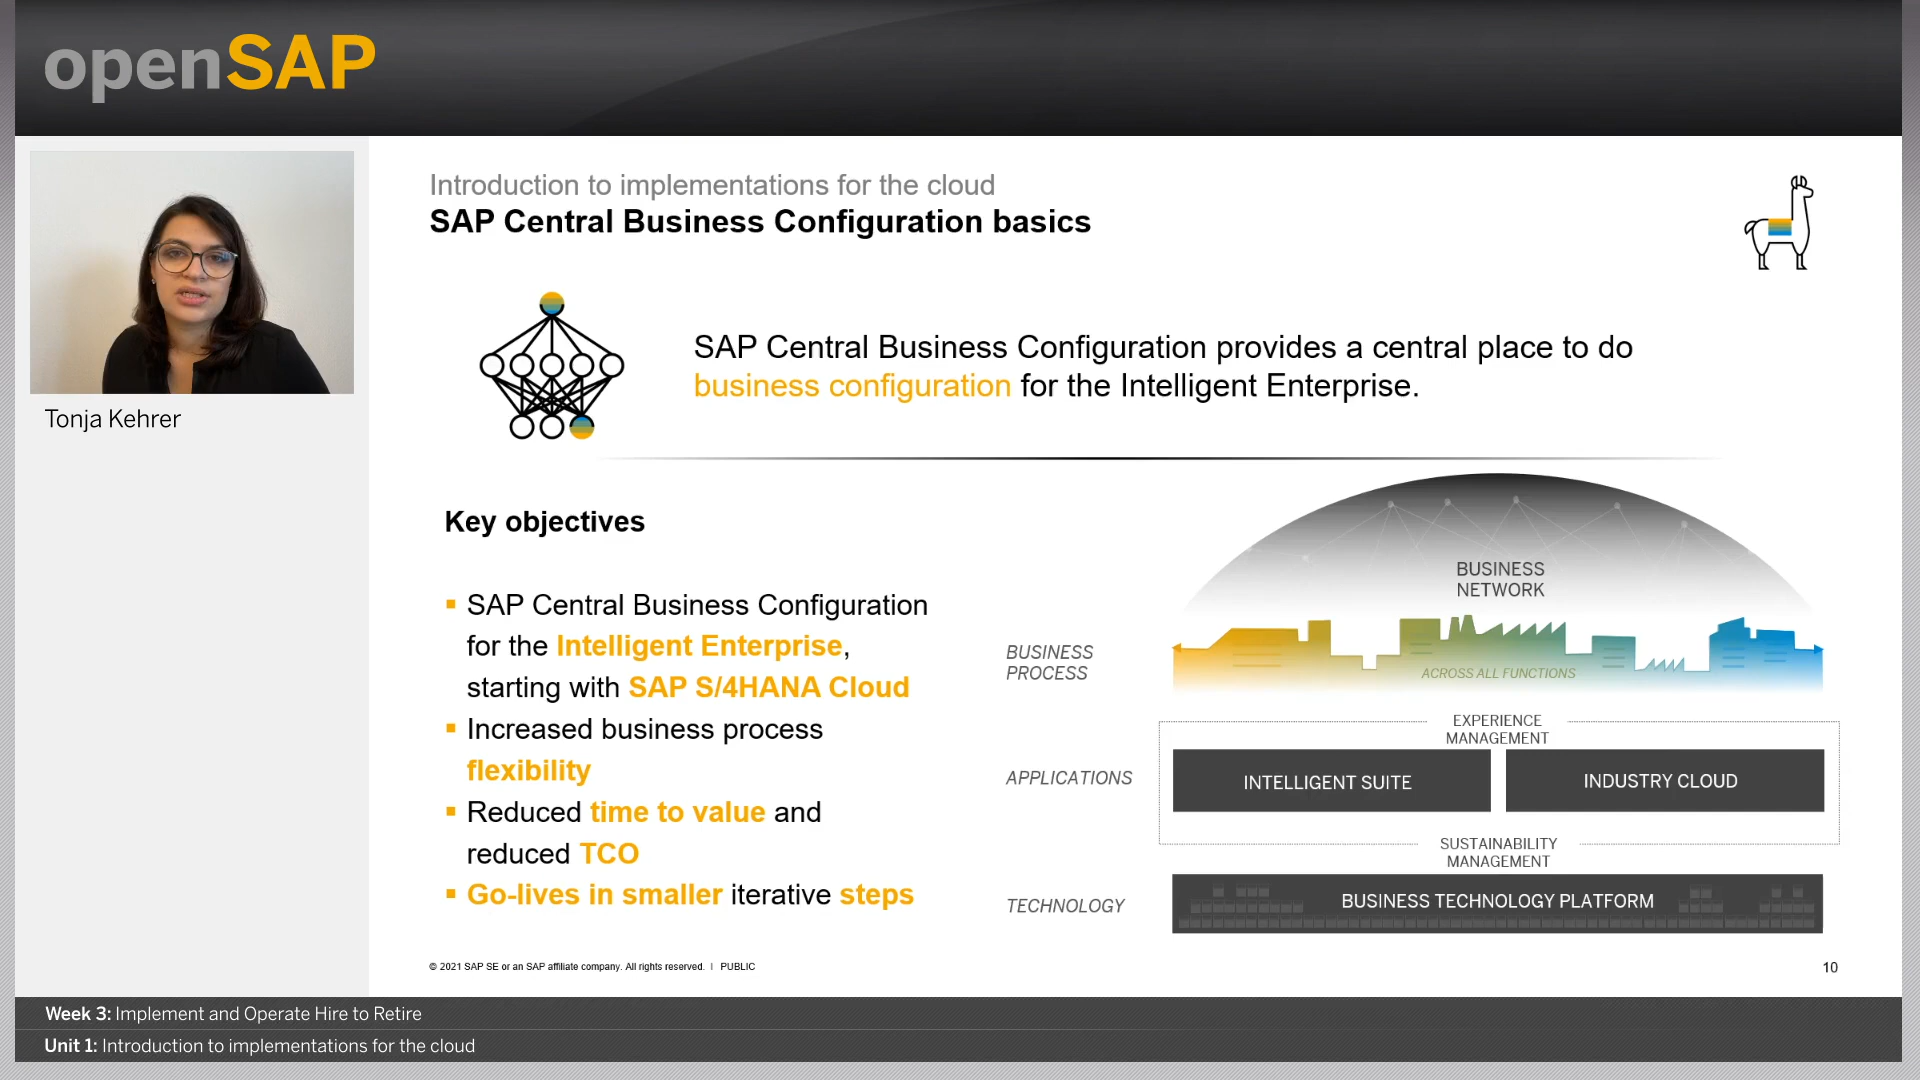 openSAP
Tonja Kehrer
Introduction to implementations for the cloud
SAP Central Business Configuration basics
SAP Central Business Configuration provides a central place to do
business configuration for the Intelligent Enterprise.
Key objectives
▪ SAP Central Business Configuration
for the Intelligent Enterprise,
starting with SAP S/4HANA Cloud
▪ Increased business process
flexibility
▪ Reduced time to value and
reduced TCO
▪ Go-lives in smaller iterative steps
BUSINESS
NETWORK
BUSINESS
PROCESS
ACROSS ALL FUNCTIONS
EXPERIENCE
MANAGEMENT
APPLICATIONS
INTELLIGENT SUITE
INDUSTRY CLOUD
SUSTAINABILITY
MANAGEMENT
TECHNOLOGY
BUSINESS TECHNOLOGY PLATFORM
© 2021 SAP SE or an SAP affiliate company. All rights reserved. | PUBLIC
10
Week 3: Implement and Operate Hire to Retire
Unit 1: Introduction to implementations for the cloud